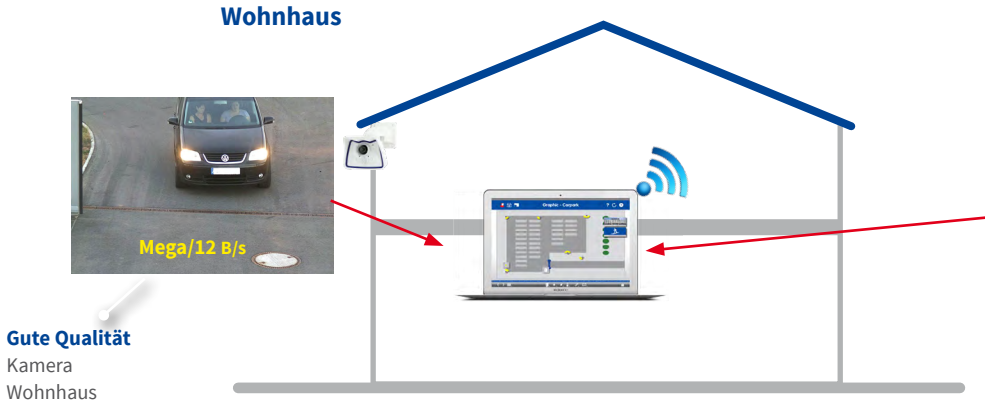 Wohnhaus
Graphic - Carpark
Mega/12 B/s
Gute Qualität
Kamera
Wohnhaus